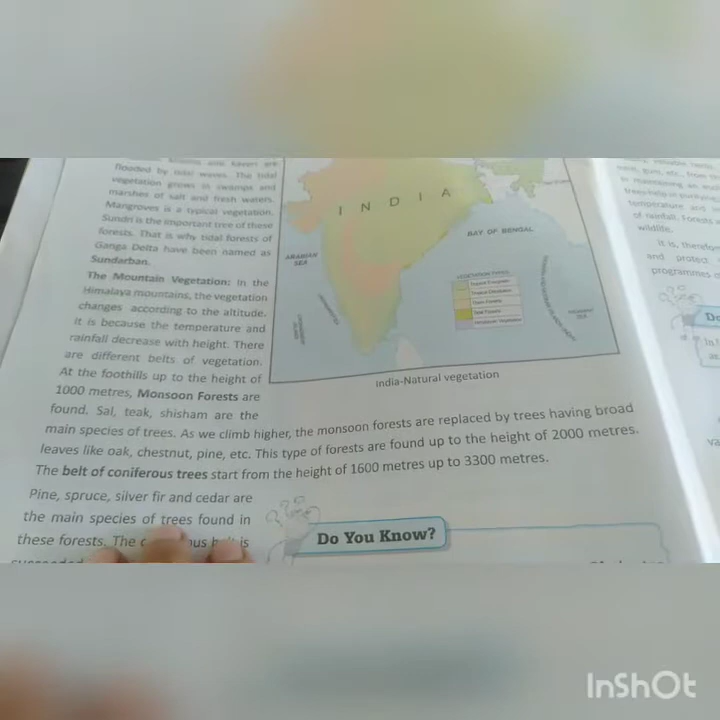 flooded by tidal waves. The tidal
vegetation grows in swamps and
marshes of salt and fresh waters.
Mangroves is a typical vegetation.
Sundri is the important tree of these
forests. That is why tidal forests of
Ganga Delta have been named as
Sundarban.
The Mountain Vegetation: In the
Himalaya mountains, the vegetation
changes according to the altitude.
It is because the temperature and
rainfall decrease with height. There
are different belts of vegetation.
At the foothills up to the height of
1000 metres, Monsoon Forests are
found. Sal, teak, shisham are the
main species of trees. As we climb higher, the monsoon forests are replaced by trees having broad
leaves like oak, chestnut, pine, etc. This type of forests are found up to the height of 2000 metres.
The belt of coniferous trees start from the height of 1600 metres up to 3300 metres.
Pine, spruce, silver fir and cedar are
the main species of trees found in
these forests. The is
INDIA
ARABIAN
SEA
BAY OF BENGAL
VEGETATION TYPES
India-Natural vegetation
Do You Know?
of rainfall. Forests
wildlife.
It is, therefor
and protect
programmes
InShOt